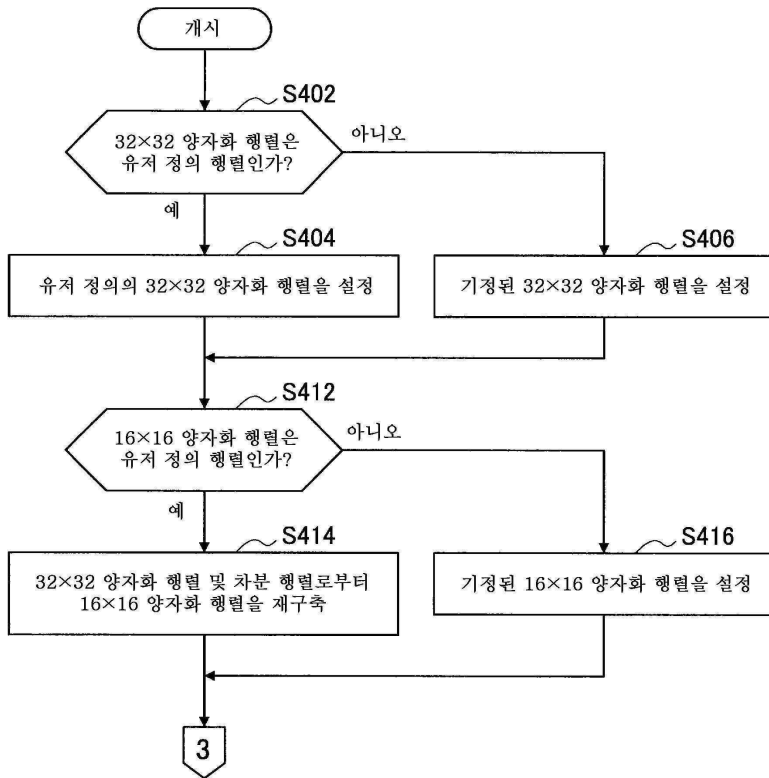 개시
S402
32×32 양자화 행렬은
유저 정의 행렬인가?
아니오
예
S404
유저 정의의 32×32 양자화 행렬을 설정
S406
기정된 32×32 양자화 행렬을 설정
S412
16×16 양자화 행렬은
유저 정의 행렬인가?
아니오
예
S414
32×32 양자화 행렬 및 차분 행렬로부터
16×16 양자화 행렬을 재구축
S416
기정된 16×16 양자화 행렬을 설정
3